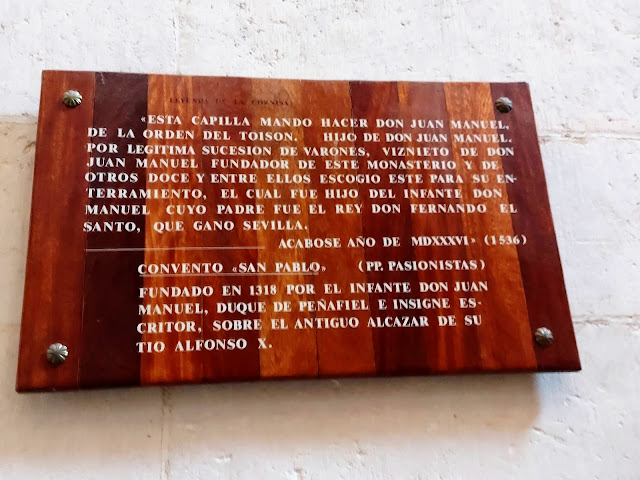 LEYENDA DE LA CORNISA
«ESTA CAPILLA MANDO HACER DON JUAN MANUEL,
DE LA ORDEN DEL TOISON, HIJO DE DON JUAN MANUEL.
POR LEGITIMA SUCESION DE VARONES, VIZNIETO DE DON
JUAN MANUEL FUNDADOR DE ESTE MONASTERIO Y DE
OTROS DOCE Y ENTRE ELLOS ESCOGIO ESTE PARA SU EN-
TERRAMIENTO, EL CUAL FUE HIJO DEL INFANTE DON
MANUEL CUYO PADRE FUE EL REY DON FERNANDO EL
SANTO, QUE GANO SEVILLA.
ACABOSE AÑO DE MDXXXVI» (1536)
CONVENTO «SAN PABLO» (PP. PASIONISTAS)
FUNDADO EN 1318 POR EL INFANTE DON JUAN
MANUEL, DUQUE DE PEÑAFIEL E INSIGNE ES-
CRITOR, SOBRE EL ANTIGUO ALCAZAR DE SU
TIO ALFONSO X.